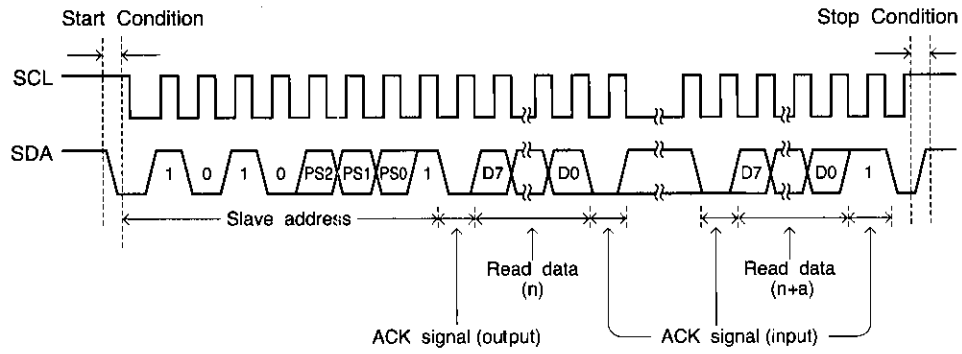 Start Condition
Stop Condition
SCL
SDA
1 0 1 0 PS2 PS1 PS0 1 D7 D0 D7 D0 1
Slave address
Read data
(n)
Read data
(n+a)
ACK signal (output)
ACK signal (input)